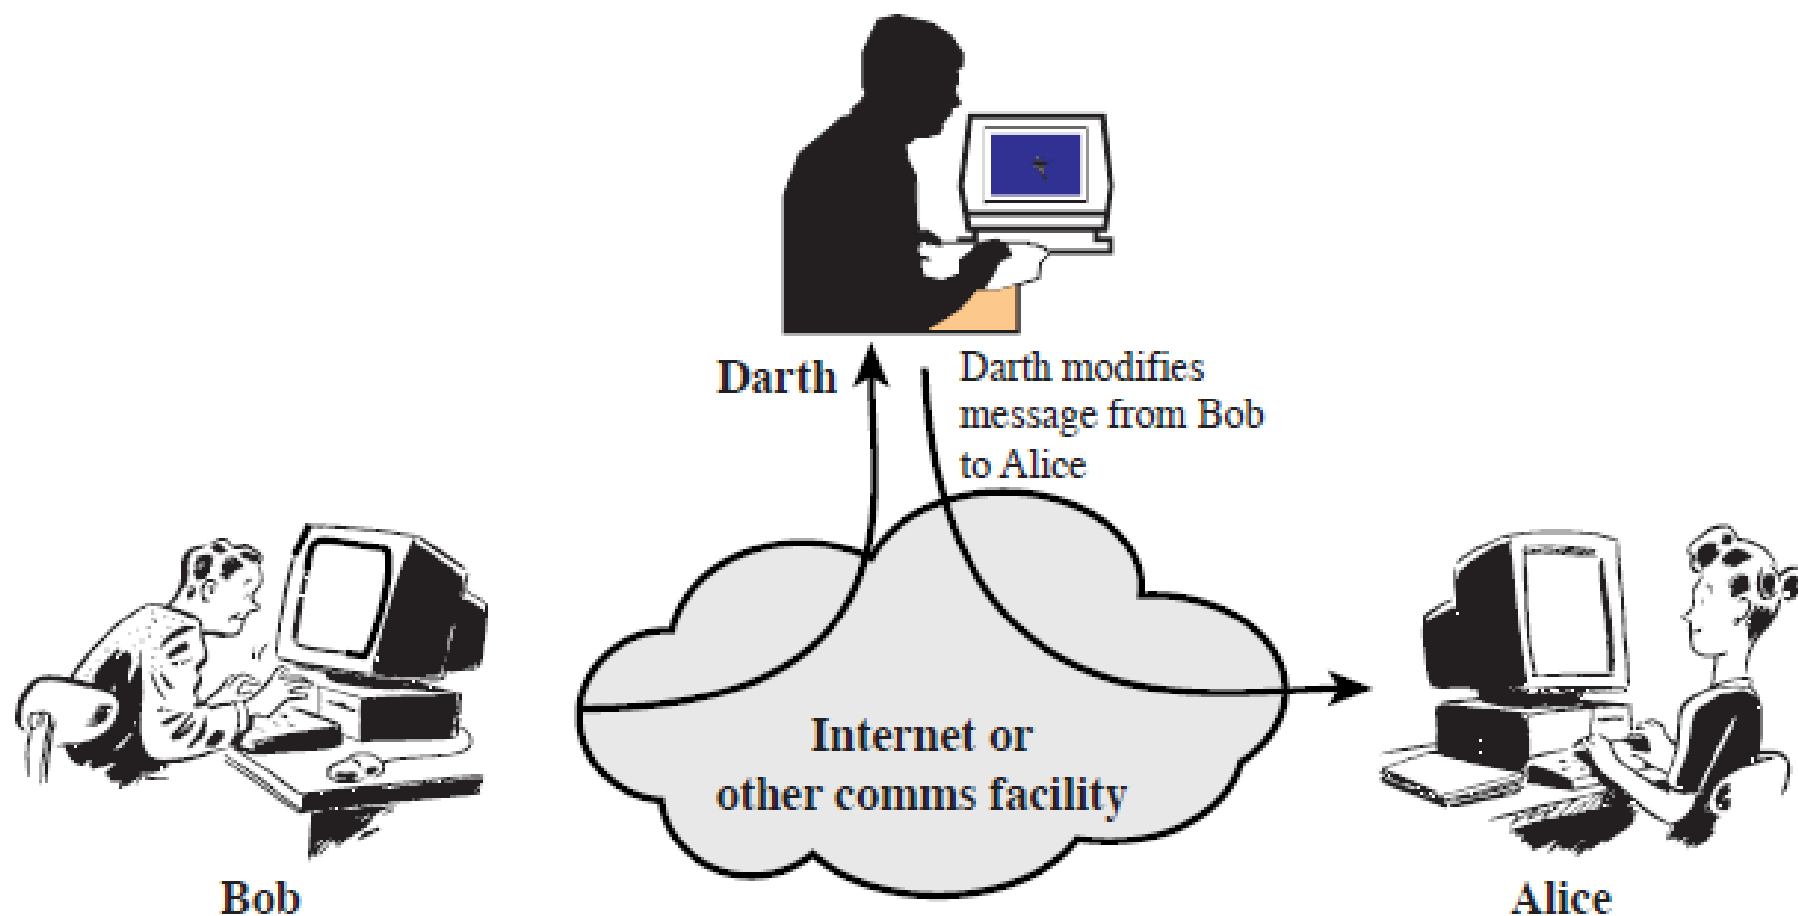 Darth
Darth modifies
message from Bob
to Alice
Internet or
other comms facility
Bob
Alice